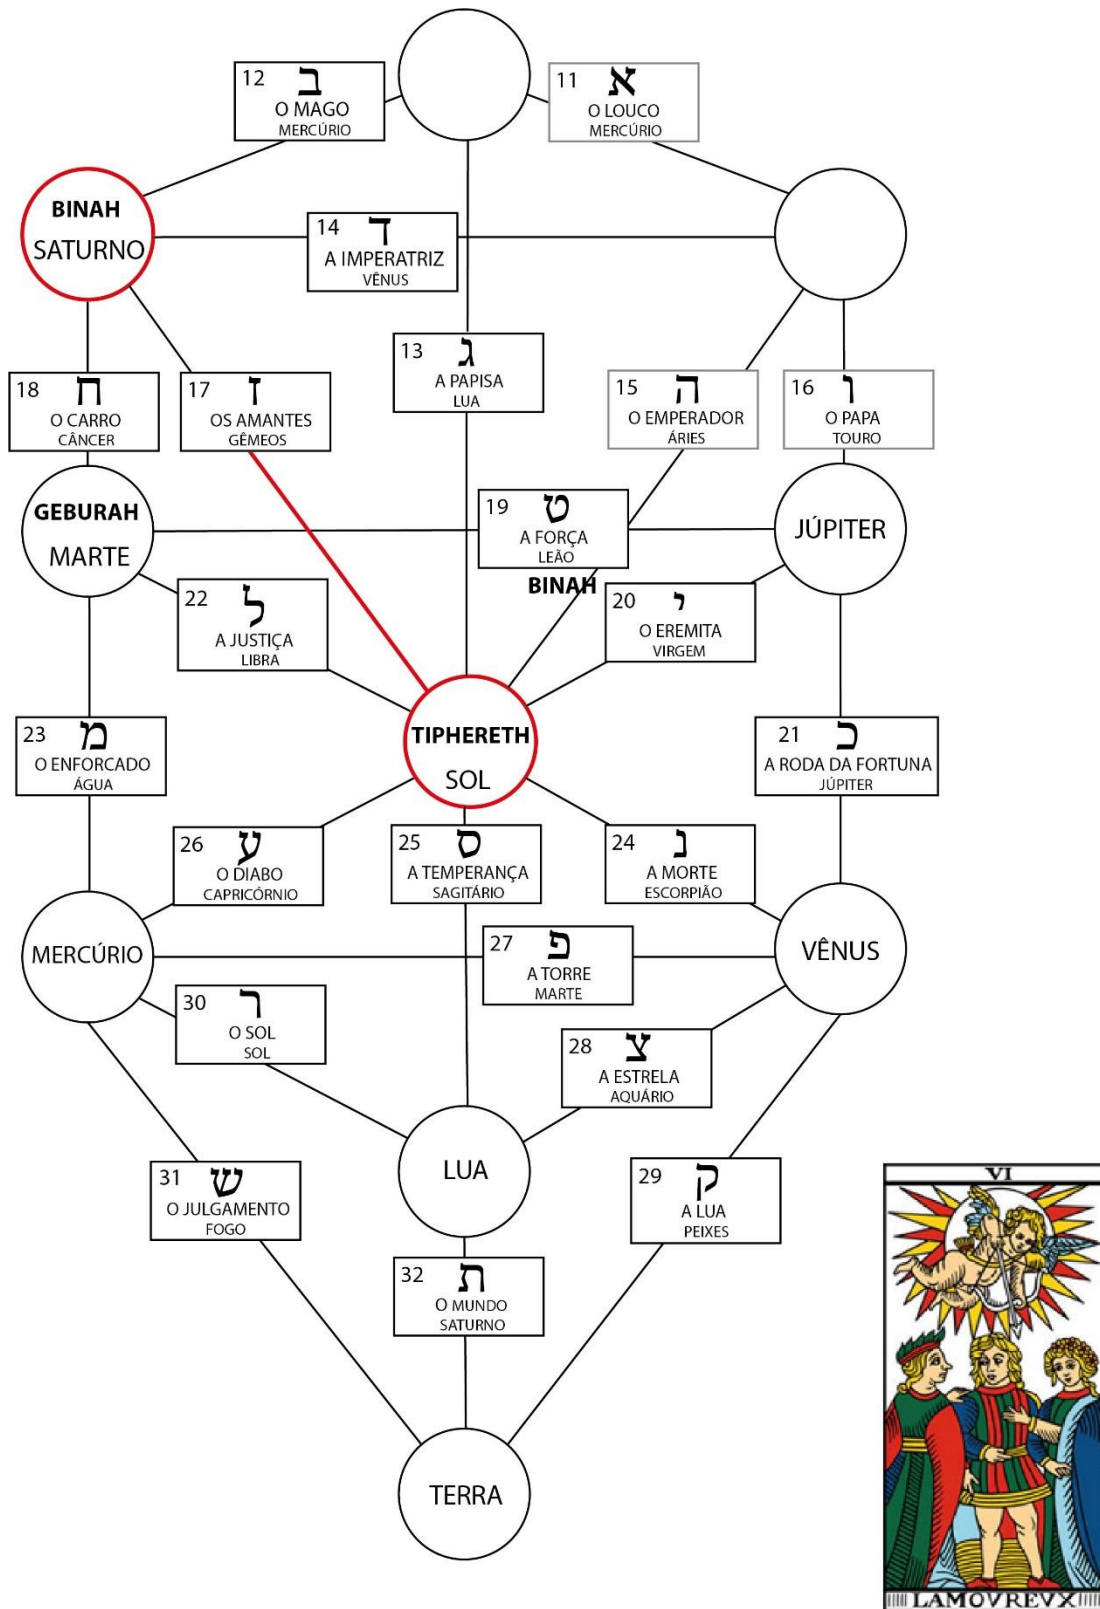 12 ב
O MAGO
MERCÚRIO
11 א
O LOUCO
MERCÚRIO
BINAH
SATURNO
14 ד
A IMPERATRIZ
VÊNUS
13 ג
A PAPISA
LUA
18 ח
O CARRO
CÂNCER
17 ז
OS AMANTES
GÊMEOS
15 ה
O EMPERADOR
ÁRIES
16 ו
O PAPA
TOURO
GEBURAH
MARTE
19 ט
A FORÇA
LEÃO
JÚPITER
BINAH
22 ל
A JUSTIÇA
LIBRA
20 י
O EREMITA
VIRGEM
23 מ
O ENFORCADO
ÁGUA
TIPHERETH
SOL
21 כ
A RODA DA FORTUNA
JÚPITER
26 ע
O DIABO
CAPRICÓRNIO
25 ס
A TEMPERANÇA
SAGITÁRIO
24 נ
A MORTE
ESCORPIÃO
MERCÚRIO
27 פ
A TORRE
MARTE
VÊNUS
30 ר
O SOL
SOL
28 צ
A ESTRELA
AQUÁRIO
LUA
31 ש
O JULGAMENTO
FOGO
29 ק
A LUA
PEIXES
32 ת
O MUNDO
SATURNO
TERRA
VI
LAMOVREVX